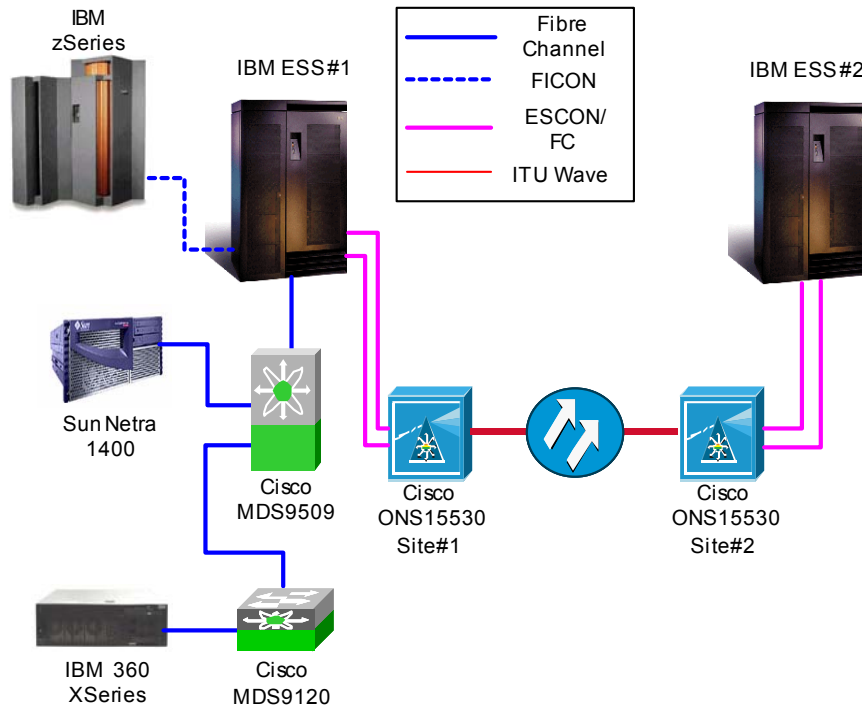 IBM
zSeries
IBM ESS#1
Fibre
Channel
FICON
ESCON/
FC
ITU Wave
IBM ESS#2
Sun
Sun Netra
1400
Cisco
MDS9509
Cisco
ONS15530
Site#1
Cisco
ONS15530
Site#2
IBM 360
XSeries
Cisco
MDS9120